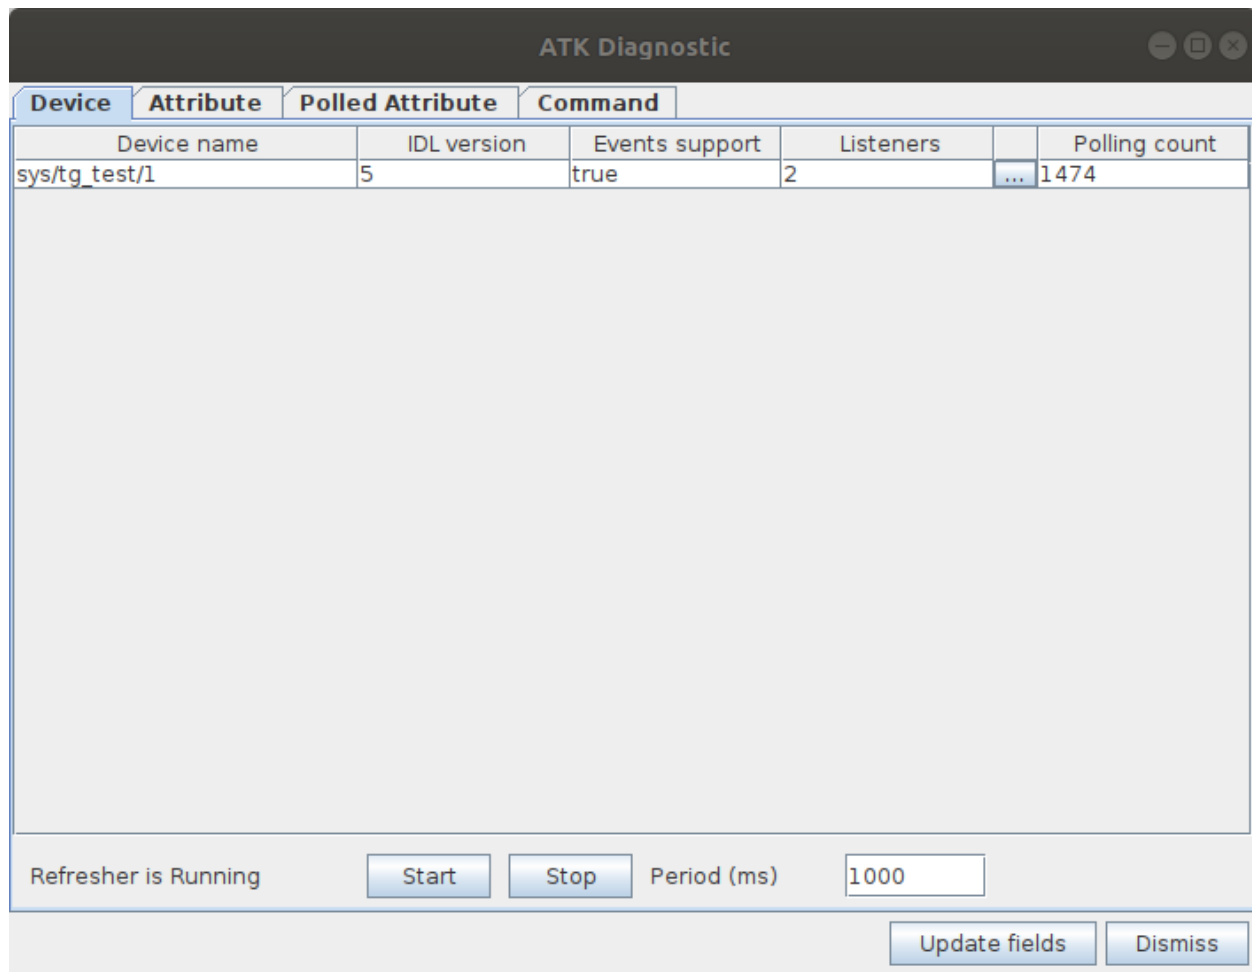 ATK Diagnostic
Device Attribute Polled Attribute Command
Device name IDL version Events support Listeners Polling count
sys/tg_test/1 5 true 2 ... 1474
Refresher is Running Start Stop Period (ms) 1000
Update fields Dismiss